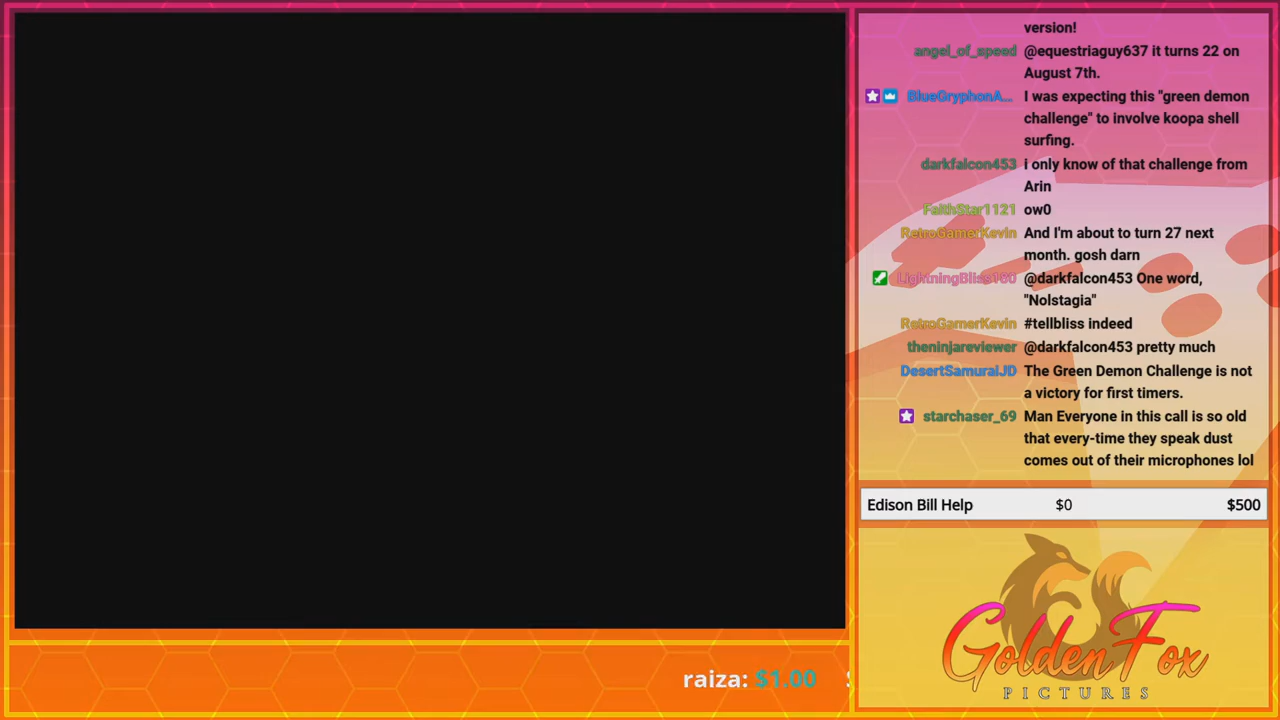 version!
angel_of_speed @equestriaguy637 it turns 22 on
August 7th.
BlueGryphonA... I was expecting this "green demon
challenge" to involve koopa shell
surfing.
darkfalcon453 i only know of that challenge from
Arin
FaithStar1121 ow0
RetroGamerKevin And I'm about to turn 27 next
month. gosh darn
LightningBliss180 @darkfalcon453 One word,
"Nolstagia"
RetroGamerKevin #tellbliss indeed
theninjareviewer @darkfalcon453 pretty much
DesertSamuraiJD The Green Demon Challenge is not
a victory for first timers.
starchaser_69 Man Everyone in this call is so old
that every-time they speak dust
comes out of their microphones lol
Edison Bill Help $0 $500
GoldenFox
PICTURES
raiza: $1.00